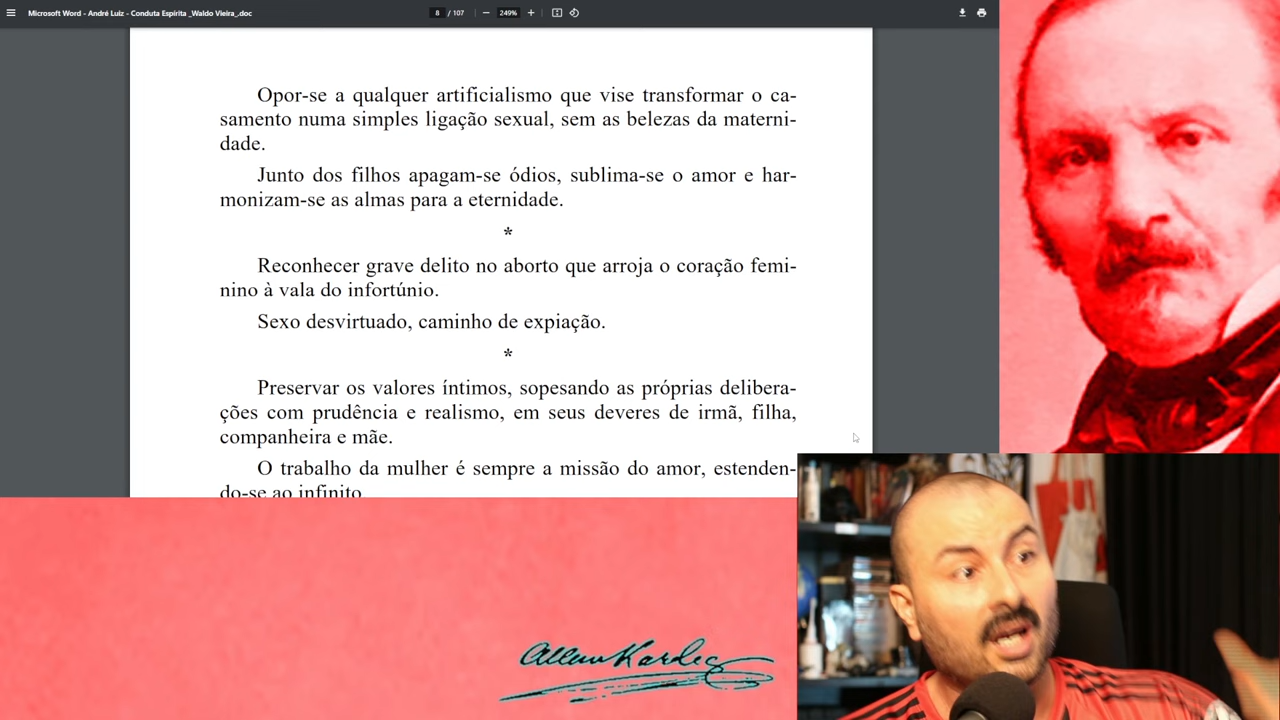 Microsoft Word - André Luiz - Conduta Espírita _Waldo Vieira_.doc
8 / 107
249%
Opor-se a qualquer artificialismo que vise transformar o ca-
samento numa simples ligação sexual, sem as belezas da materni-
dade.
Junto dos filhos apagam-se ódios, sublima-se o amor e har-
monizam-se as almas para a eternidade.
*
Reconhecer grave delito no aborto que arroja o coração femi-
nino à vala do infortúnio.
Sexo desvirtuado, caminho de expiação.
*
Preservar os valores íntimos, sopesando as próprias delibera-
ções com prudência e realismo, em seus deveres de irmã, filha,
companheira e mãe.
O trabalho da mulher é sempre a missão do amor, estenden-
do-se ao infinito
Allan Kardec